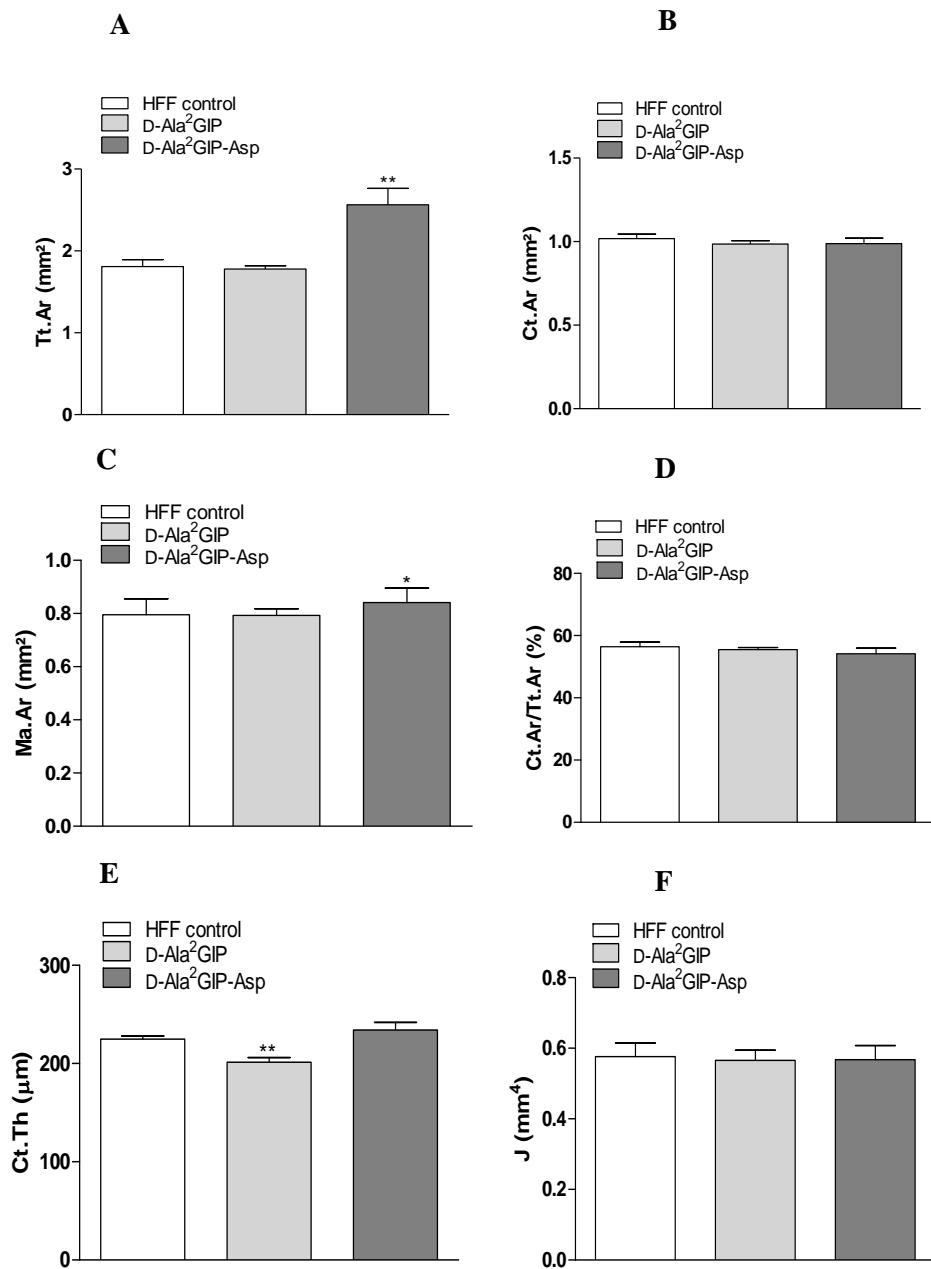 A
HFF control
D-Ala²GIP
D-Ala²GIP-Asp
Tt.Ar (mm²)
3
2
1
0
**
B
HFF control
D-Ala²GIP
D-Ala²GIP-Asp
Ct.Ar (mm²)
1.5
1.0
0.5
0.0
C
HFF control
D-Ala²GIP
D-Ala²GIP-Asp
Ma.Ar (mm²)
1.0
0.8
0.6
0.4
0.2
0.0
*
D
HFF control
D-Ala²GIP
D-Ala²GIP-Asp
Ct.Ar/Tt.Ar (%)
80
60
40
20
0
E
HFF control
D-Ala²GIP
D-Ala²GIP-Asp
Ct.Th (μm)
300
200
100
0
**
F
HFF control
D-Ala²GIP
D-Ala²GIP-Asp
J (mm⁴)
0.8
0.6
0.4
0.2
0.0